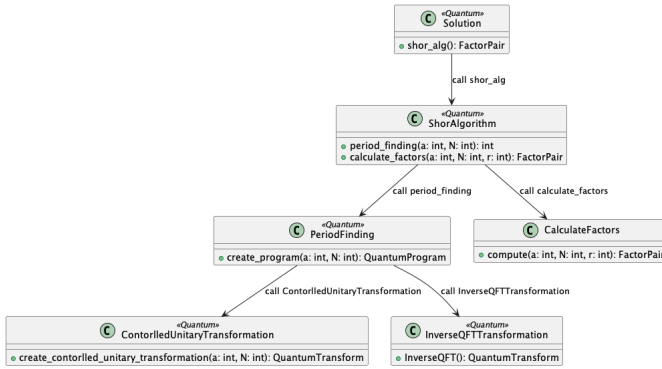 C
«Quantum»
Solution
shor_alg(): FactorPair
call shor_alg
C
«Quantum»
ShorAlgorithm
period_finding(a: int, N: int): int
calculate_factors(a: int, N: int, r: int): FactorPair
call period_finding
call calculate_factors
C
«Quantum»
PeriodFinding
create_program(a: int, N: int): QuantumProgram
C
CalculateFactors
compute(a: int, N: int, r: int): FactorPair
call ContorlledUnitaryTransformation
call InverseQFTTransformation
C
«Quantum»
ContorlledUnitaryTransformation
create_contorlled_unitary_transformation(a: int, N: int): QuantumTransform
C
«Quantum»
InverseQFTTransformation
InverseQFT(): QuantumTransform